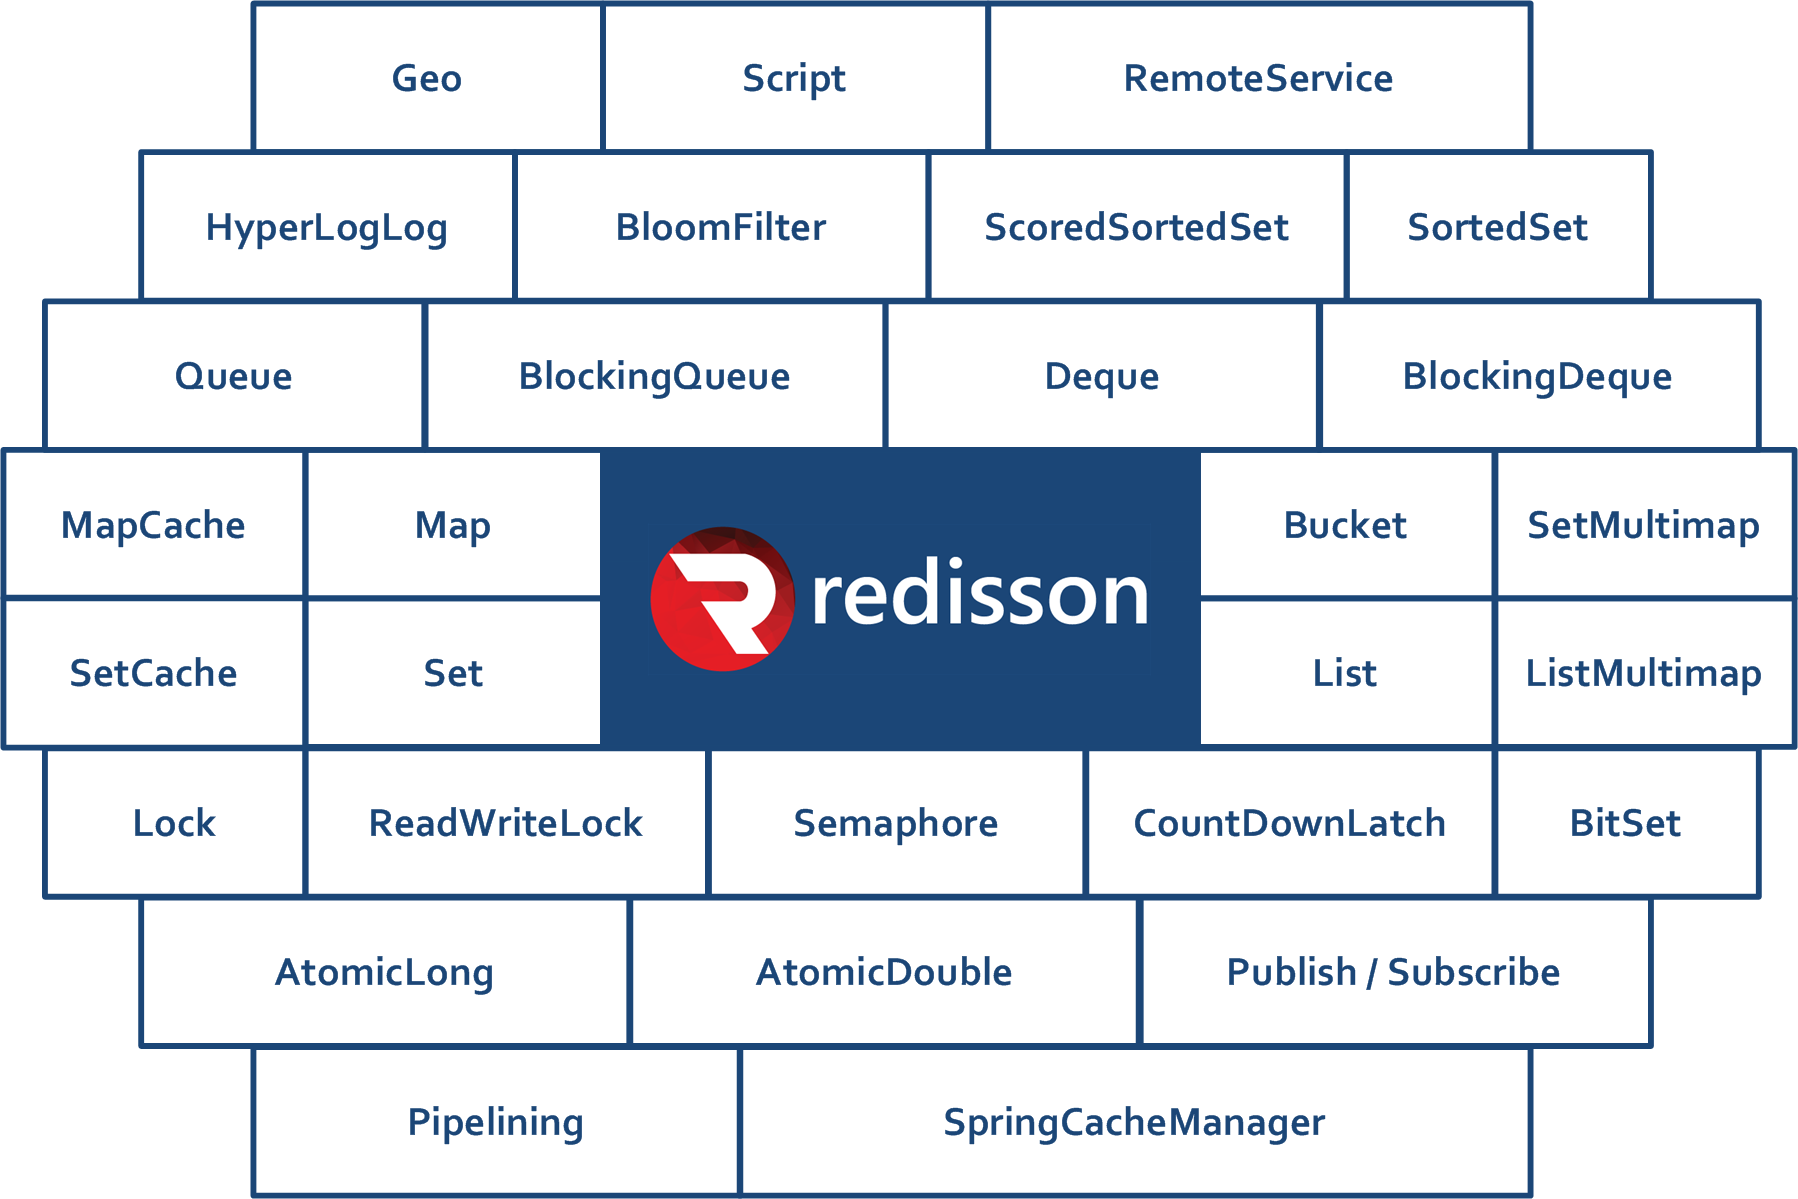 Geo
Script
RemoteService
HyperLogLog
BloomFilter
ScoredSortedSet
SortedSet
Queue
BlockingQueue
Deque
BlockingDeque
MapCache
Map
redisson
Bucket
SetMultimap
SetCache
Set
List
ListMultimap
Lock
ReadWriteLock
Semaphore
CountDownLatch
BitSet
AtomicLong
AtomicDouble
Publish / Subscribe
Pipelining
SpringCacheManager